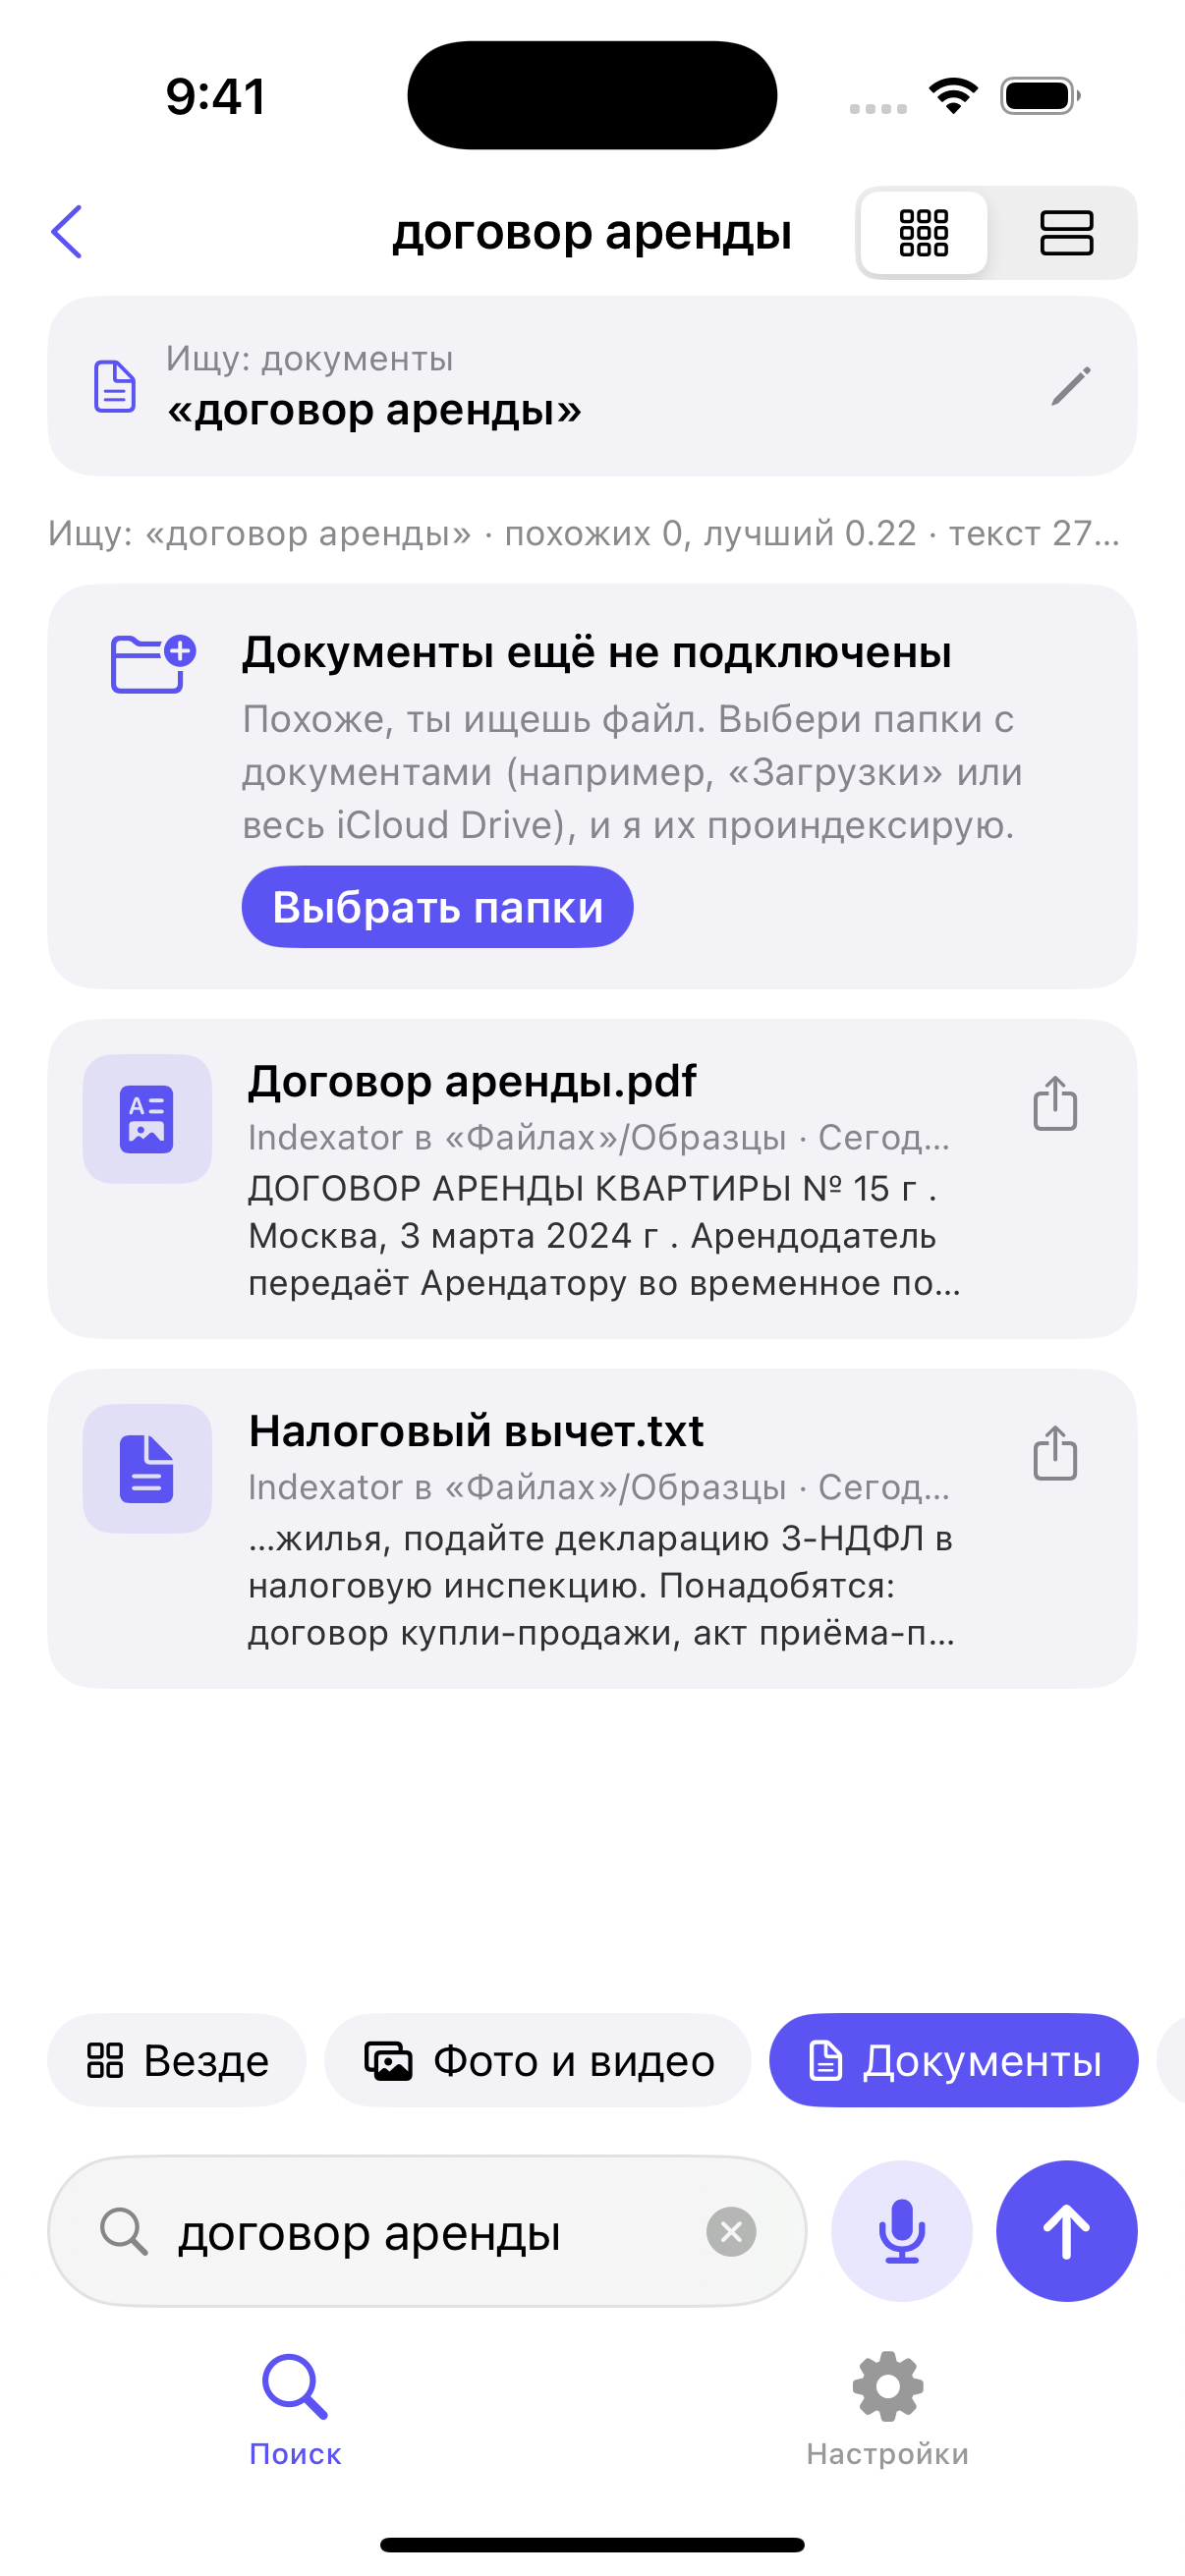 9:41
договор аренды
Ищу: документы
«договор аренды»
Ищу: «договор аренды» · похожих 0, лучший 0.22 · текст 27...
Документы ещё не подключены
Похоже, ты ищешь файл. Выбери папки с
документами (например, «Загрузки» или
весь iCloud Drive), и я их проиндексирую.
Выбрать папки
Договор аренды.pdf
Indexator в «Файлах»/Образцы · Сегод...
ДОГОВОР АРЕНДЫ КВАРТИРЫ № 15 г .
Москва, 3 марта 2024 г . Арендодатель
передаёт Арендатору во временное по...
Налоговый вычет.txt
Indexator в «Файлах»/Образцы · Сегод...
...жилья, подайте декларацию 3-НДФЛ в
налоговую инспекцию. Понадобятся:
договор купли-продажи, акт приёма-п...
Везде
Фото и видео
Документы
договор аренды
Поиск
Настройки